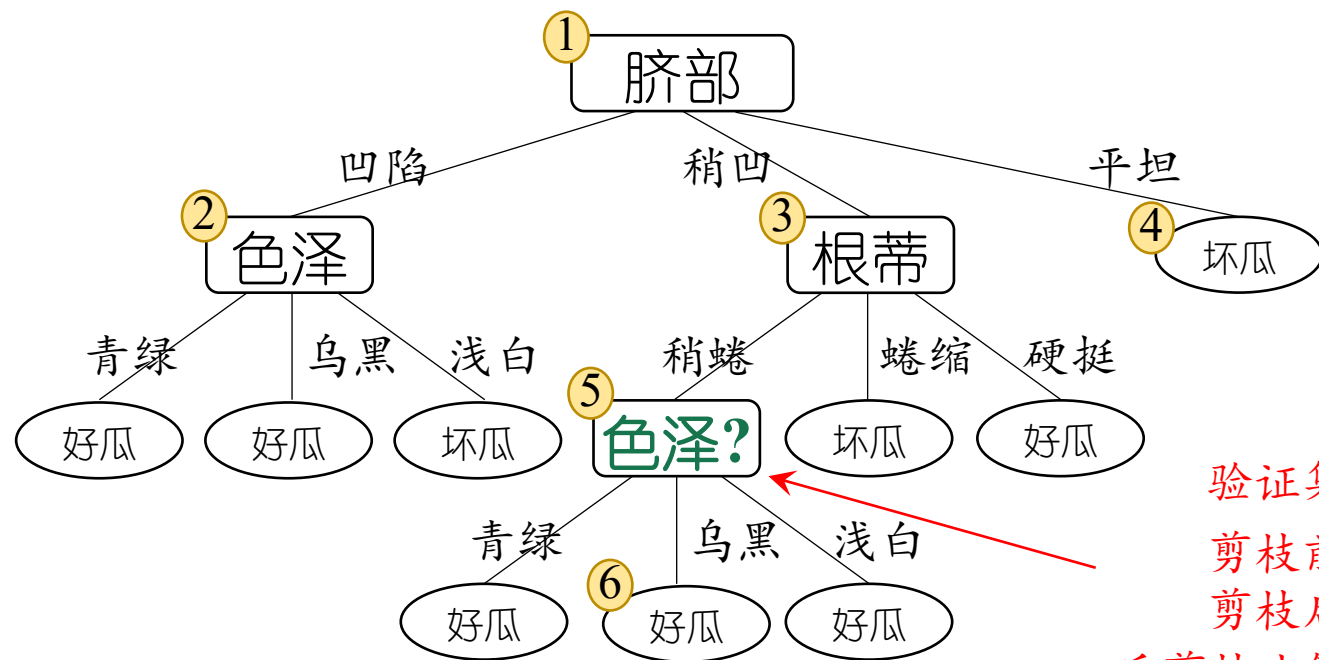 1
脐部
凹陷 稍凹 平坦
2 3 4
色泽 根蒂 坏瓜
青绿 乌黑 浅白 稍蜷 蜷缩 硬挺
5
好瓜 好瓜 坏瓜 色泽? 坏瓜 好瓜
验证集
青绿 乌黑 浅白 剪枝前
6
好瓜 好瓜 好瓜 剪枝后